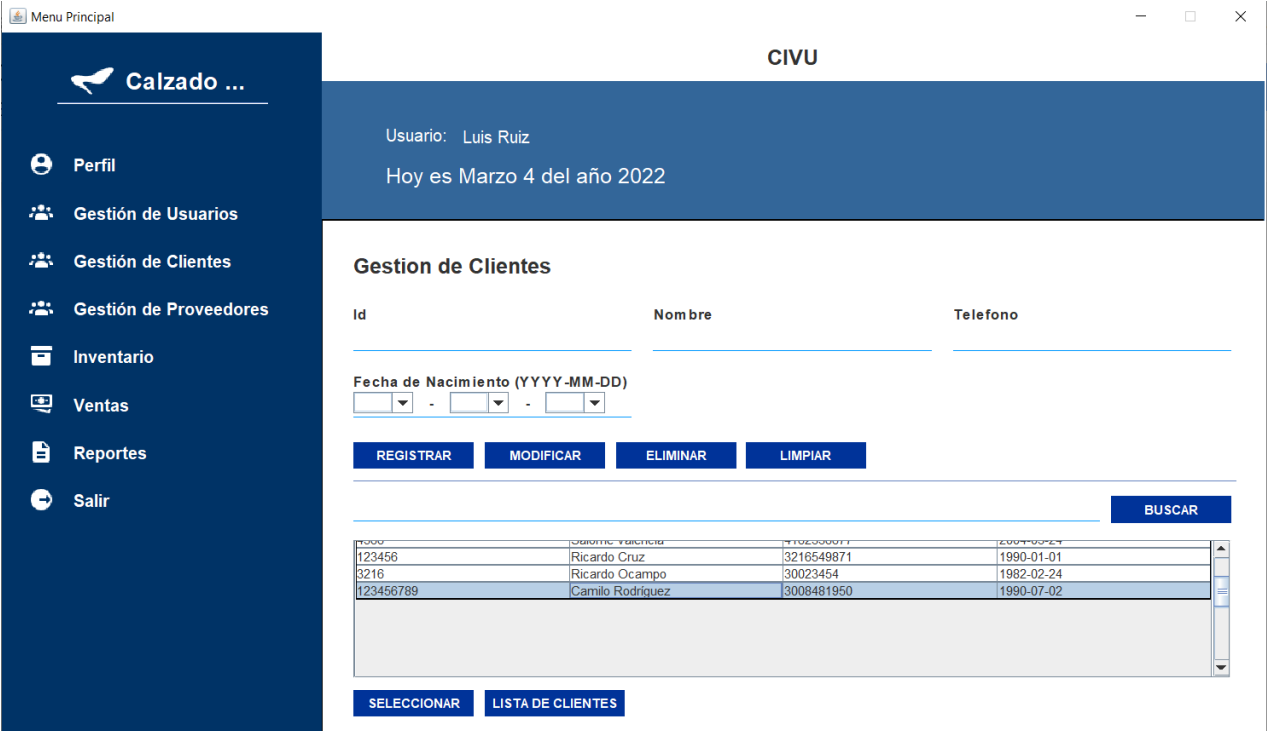 Menu Principal
CIVU
Calzado ...
Usuario: Luis Ruiz
Hoy es Marzo 4 del año 2022
Perfil
Gestión de Usuarios
Gestión de Clientes
Gestión de Proveedores
Inventario
Ventas
Reportes
Salir
Gestion de Clientes
Id Nombre Telefono
Fecha de Nacimiento (YYYY-MM-DD)
- -
REGISTRAR MODIFICAR ELIMINAR LIMPIAR
BUSCAR
Salome Valencia
123456 Ricardo Cruz 3216549871 1990-01-01
3216 Ricardo Ocampo 30023454 1982-02-24
123456789 Camilo Rodríguez 3008481950 1990-07-02
SELECCIONAR LISTA DE CLIENTES